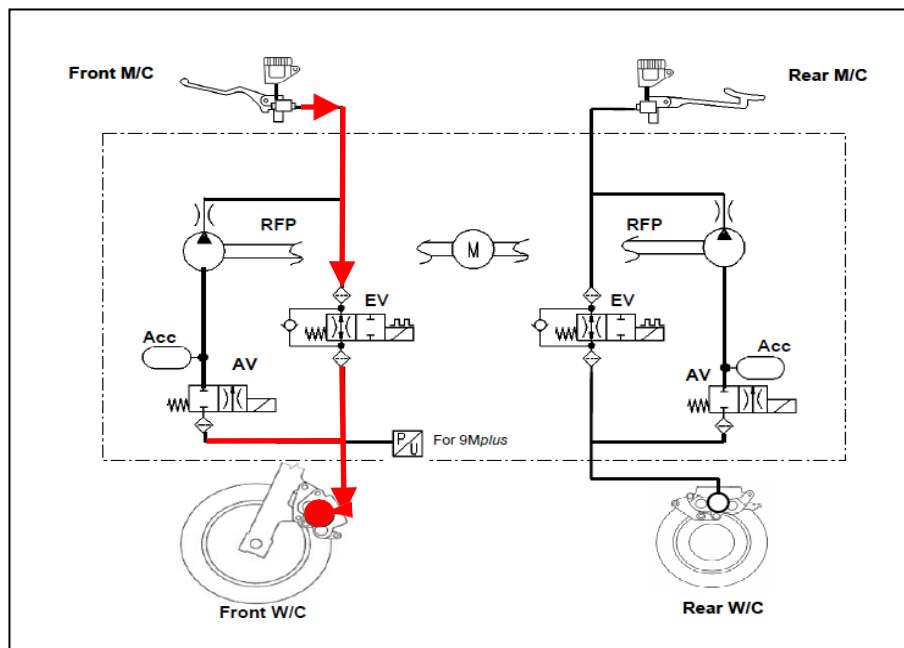 Front M/C
Rear M/C
RFP
RFP
M
EV
EV
Acc
Acc
AV
AV
P
U
For 9Mplus
Front W/C
Rear W/C